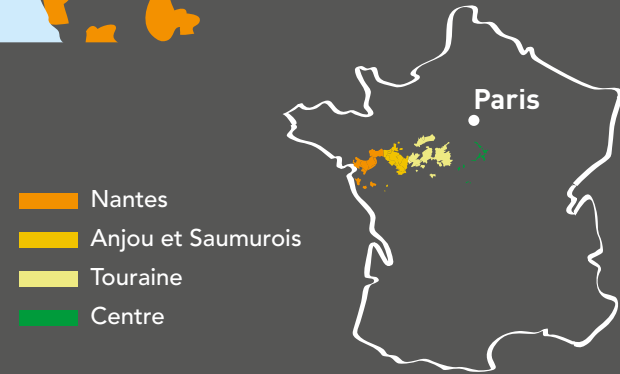 Paris
Nantes
Anjou et Saumurois
Touraine
Centre